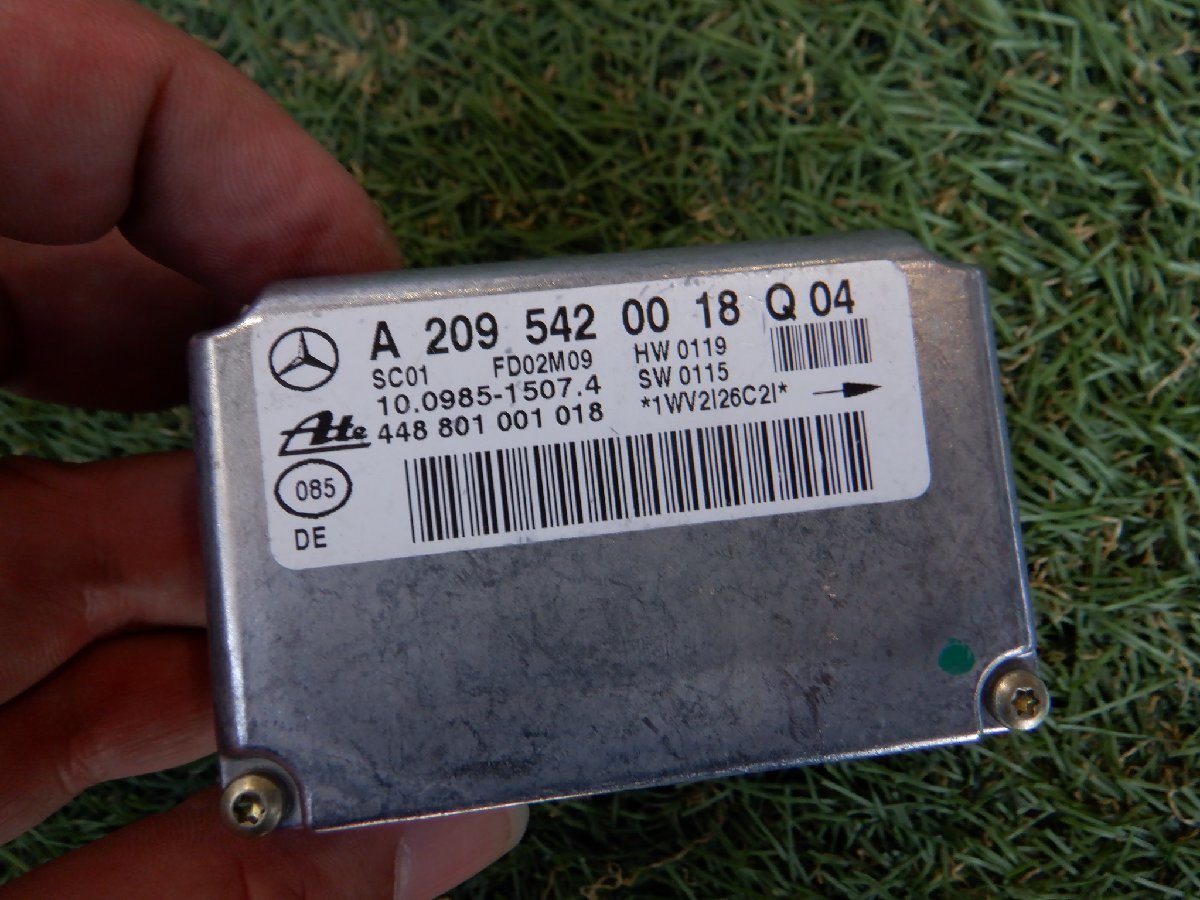 A 209 542 00 18 Q 04
SC01 FD02M09 HW 0119
10.0985-1507.4 SW 0115
Ate 448 801 001 018 *1WV2I26C2I*
085
DE